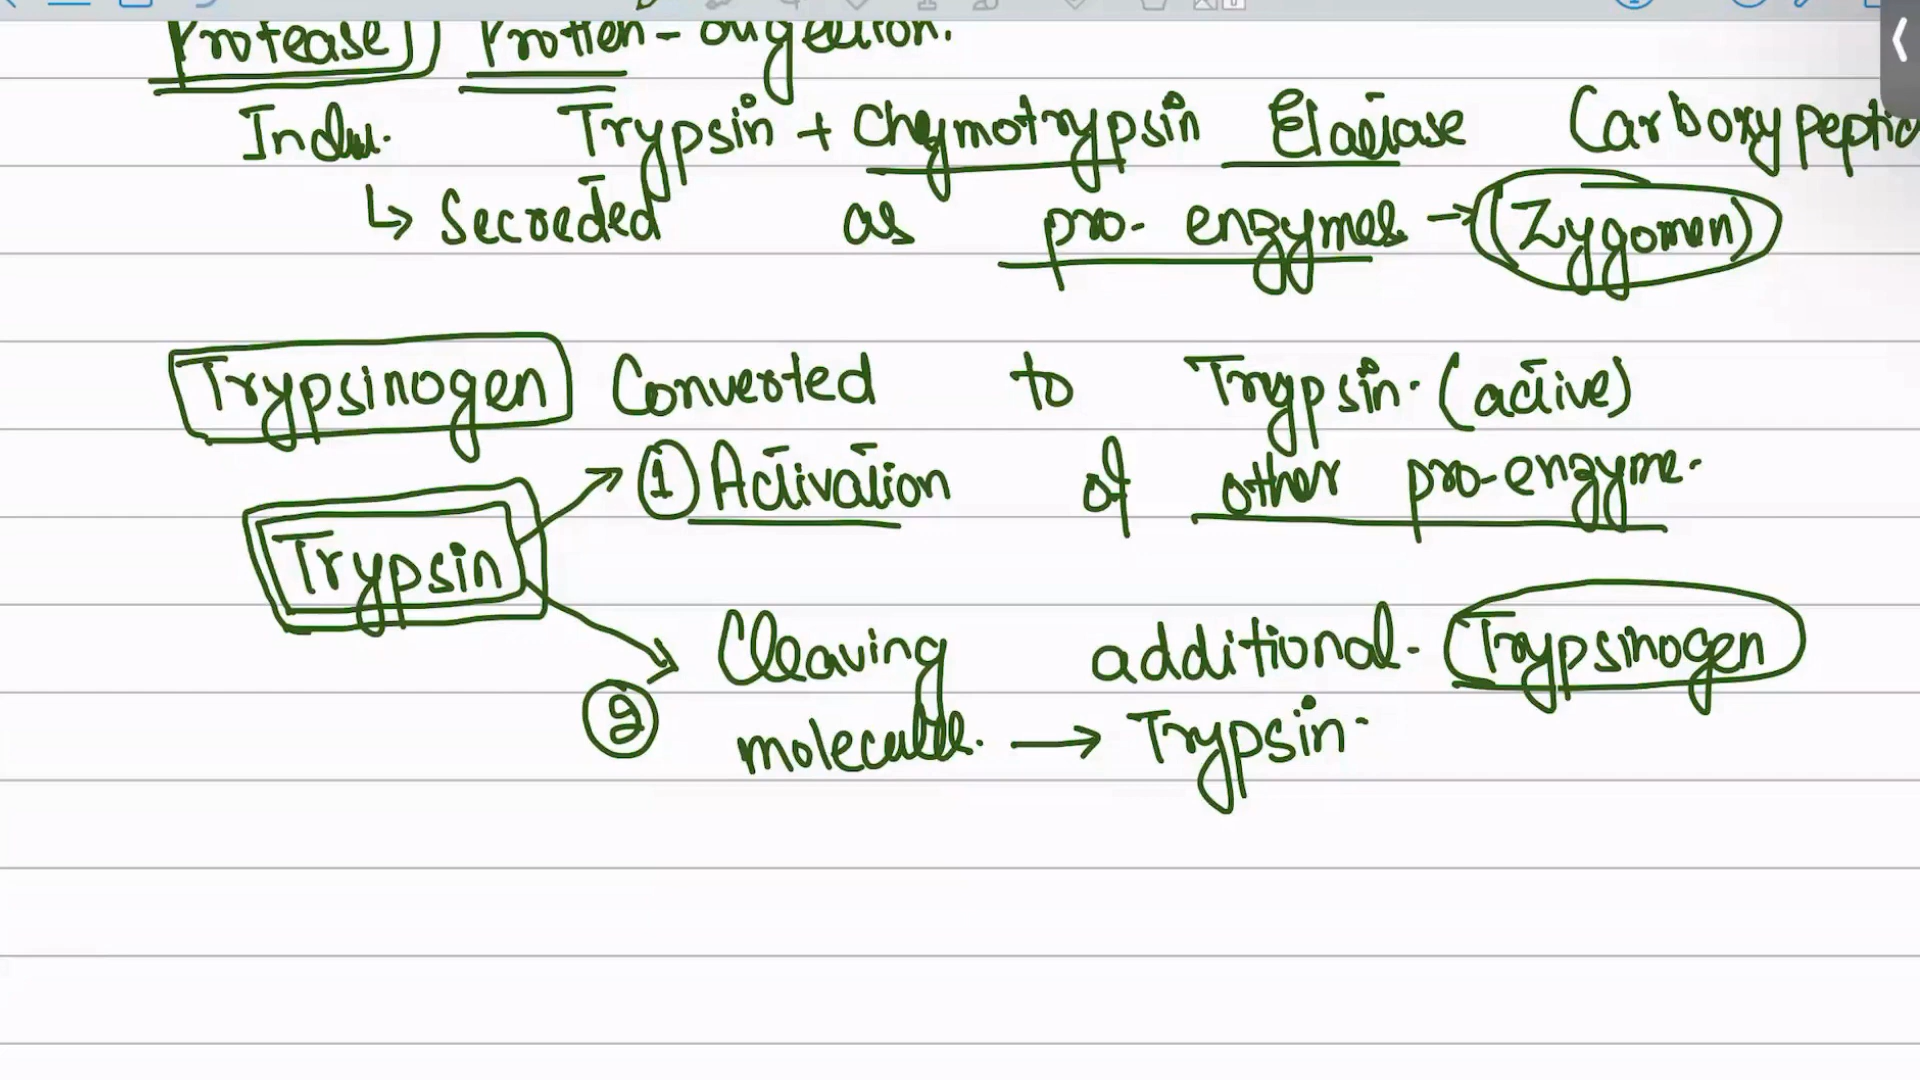 Protease Protien - digestion.
Indu. Trypsin + Chymotrypsin Elastase Carboxypeptid
↳ Secreded as pro- enzymes → (Zygomen)
Trypsinogen Converted to Trypsin. (active)
① Activation of other pro-enzyme.
Trypsin
② Cleaving additional. Trypsinogen
molecule. → Trypsin.